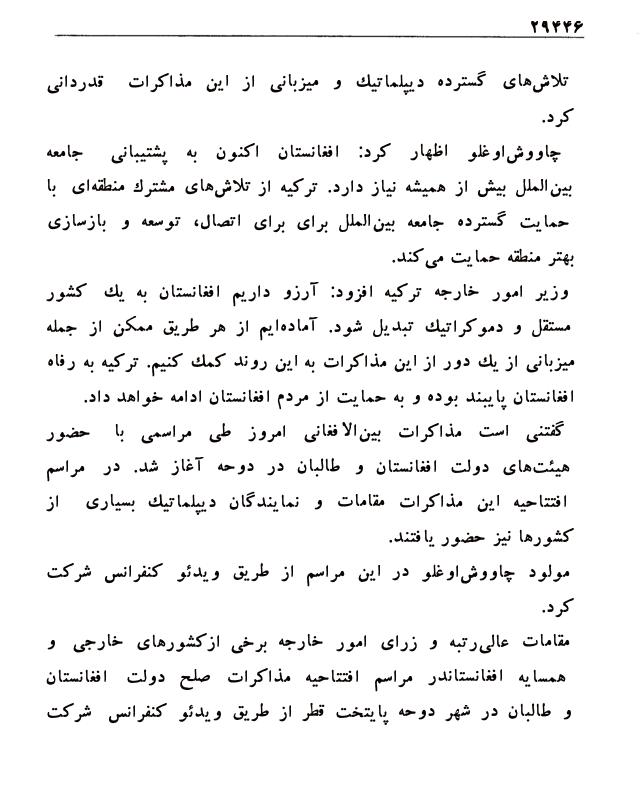 ۲۹۴۴۶
تلاش‌های گسترده دیپلماتیك و میزبانی از این مذاکرات قدردانی
کرد.
چاووش‌اوغلو اظهار کرد: افغانستان اکنون به پشتیبانی جامعه
بین‌الملل بیش از همیشه نیاز دارد. ترکیه از تلاش‌های مشترك منطقه‌ای با
حمایت گسترده جامعه بین‌الملل برای برای اتصال، توسعه و بازسازی
بهتر منطقه حمایت می‌کند.
وزیر امور خارجه ترکیه افزود: آرزو داریم افغانستان به یك کشور
مستقل و دموکراتیك تبدیل شود. آماده‌ایم از هر طریق ممکن از جمله
میزبانی از یك دور از این مذاکرات به این روند کمك کنیم. ترکیه به رفاه
افغانستان پایبند بوده و به حمایت از مردم افغانستان ادامه خواهد داد.
گفتنی است مذاکرات بین‌الافغانی امروز طی مراسمی با حضور
هیئت‌های دولت افغانستان و طالبان در دوحه آغاز شد. در مراسم
افتتاحیه این مذاکرات مقامات و نمایندگان دیپلماتیك بسیاری از
کشورها نیز حضور یافتند.
مولود چاووش‌اوغلو در این مراسم از طریق ویدئو کنفرانس شرکت
کرد.
مقامات عالی‌رتبه و زرای امور خارجه برخی ازکشورهای خارجی و
همسایه افغانستاندر مراسم افتتاحیه مذاکرات صلح دولت افغانستان
و طالبان در شهر دوحه پایتخت قطر از طریق ویدئو کنفرانس شرکت